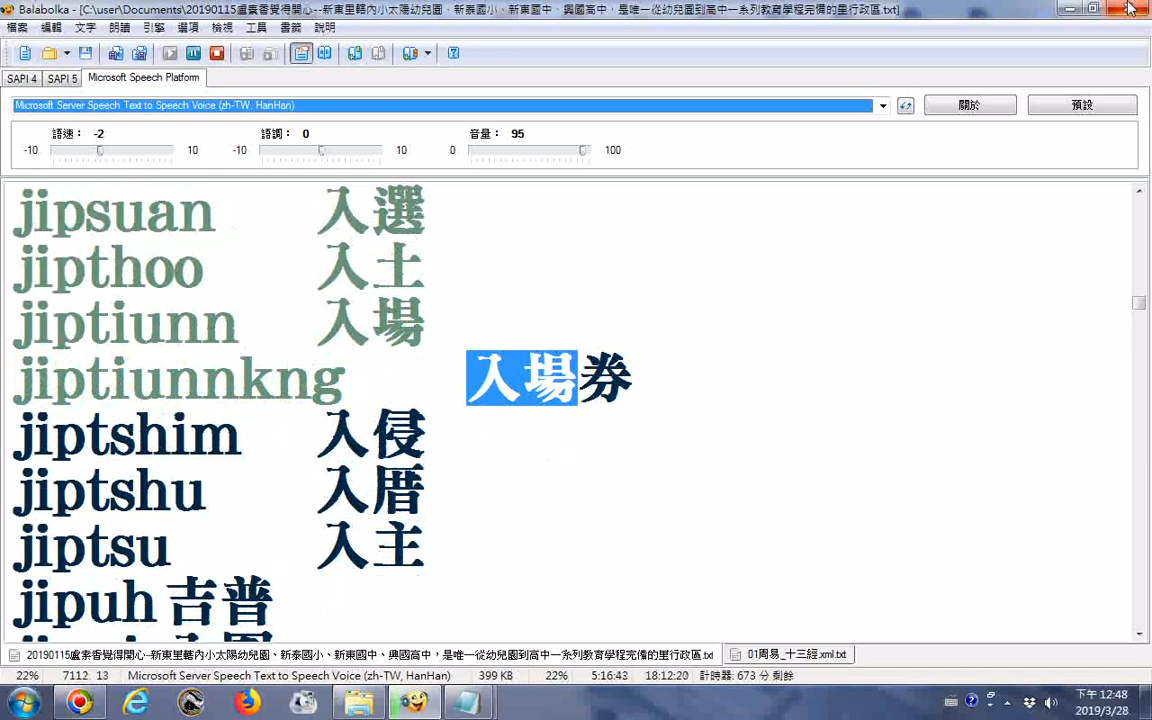 Balabolka - [C:\user\Documents\20190115盧素香覺得開心--新東里轄內小太陽幼兒園、新泰國小、新東國中、興國高中，是唯一從幼兒園到高中一系列教育學程完備的里行政區.txt]
檔案 編輯 文字 朗讀 引擎 選項 檢視 工具 書籤 說明
SAPI 4 SAPI 5 Microsoft Speech Platform
Microsoft Server Speech Text to Speech Voice (zh-TW, HanHan) 關於 預設
語速： -2 語調： 0 音量： 95
-10 10 -10 10 0 100
jipsuan 入選
jipthoo 入土
jiptiunn 入場
jiptiunnkng 入場券
jiptshim 入侵
jiptshu 入厝
jiptsu 入主
jipuh 吉普
20190115盧素香覺得開心--新東里轄內小太陽幼兒園、新泰國小、新東國中、興國高中，是唯一從幼兒園到高中一系列教育學程完備的里行政區.txt 01周易_十三經.xml.txt
22% 7112 13 Microsoft Server Speech Text to Speech Voice (zh-TW, HanHan) 399 KB 22% 5:16:43 18:12:20 計時器: 673 分 剩餘
下午 12:48
2019/3/28